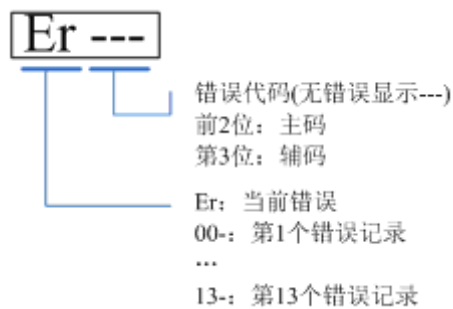 Er ---
错误代码(无错误显示---)
前2位：主码
第3位：辅码
Er：当前错误
00-：第1个错误记录
…
13-：第13个错误记录